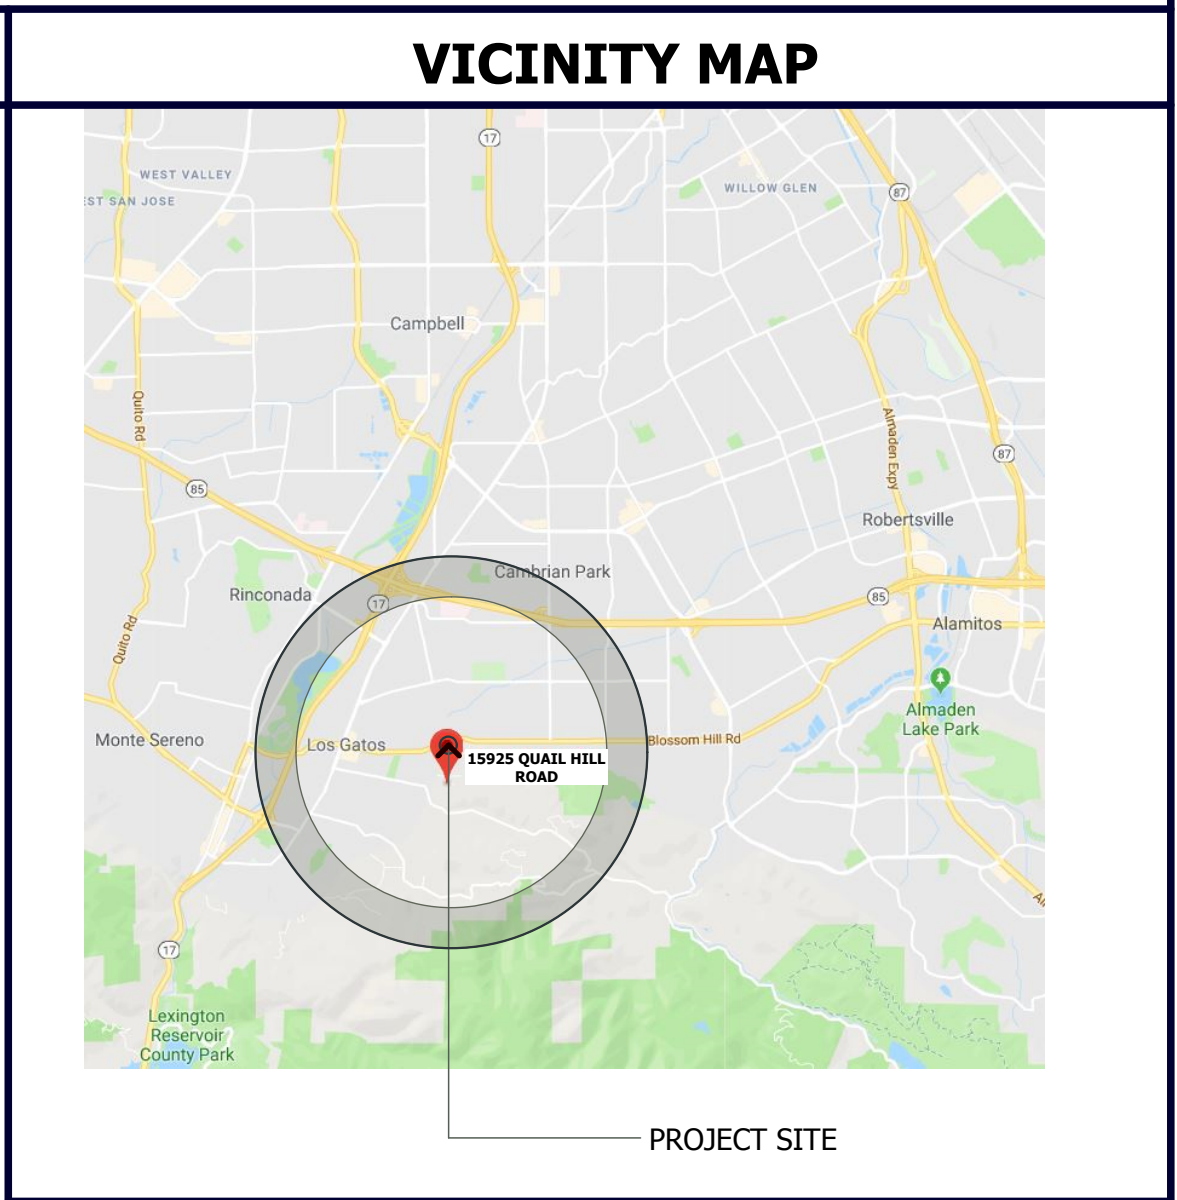 VICINITY MAP
17
WEST VALLEY
WILLOW GLEN
87
EST SAN JOSE
Campbell
Quito Rd
Almaden Expy
87
85
Robertsville
Cambrian Park
Rinconada
17
85
Alamitos
Quito Rd
Almaden
Lake Park
Monte Sereno
Los Gatos
Blossom Hill Rd
15925 QUAIL HILL
ROAD
17
Lexington
Reservoir
County Park
PROJECT SITE